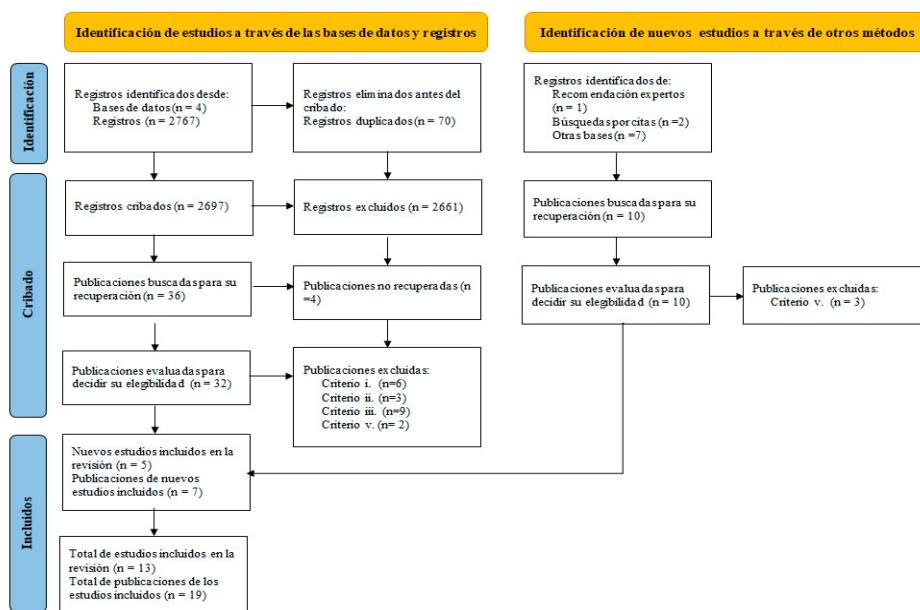 Identificación de estudios a través de las bases de datos y registros
Identificación de nuevos estudios a través de otros métodos
Identificación
Registros identificados desde:
Bases de datos (n = 4)
Registros (n = 2767)
Registros eliminados antes del
cribado:
Registros duplicados (n = 70)
Registros identificados de:
Recomendación expertos
(n = 1)
Búsquedas por citas (n =2)
Otras bases (n =7)
Cribado
Registros cribados (n = 2697)
Registros excluidos (n = 2661)
Publicaciones buscadas para su
recuperación (n = 10)
Publicaciones buscadas para su
recuperación (n = 36)
Publicaciones no recuperadas (n
=4)
Publicaciones evaluadas para
decidir su elegibilidad (n = 10)
Publicaciones excluidas:
Criterio v. (n = 3)
Publicaciones evaluadas para
decidir su elegibilidad (n = 32)
Publicaciones excluidas:
Criterio i. (n=6)
Criterio ii. (n=3)
Criterio iii. (n=9)
Criterio v. (n= 2)
Incluidos
Nuevos estudios incluidos en la
revisión (n = 5)
Publicaciones de nuevos
estudios incluidos (n = 7)
Total de estudios incluidos en la
revisión (n = 13)
Total de publicaciones de los
estudios incluidos (n = 19)